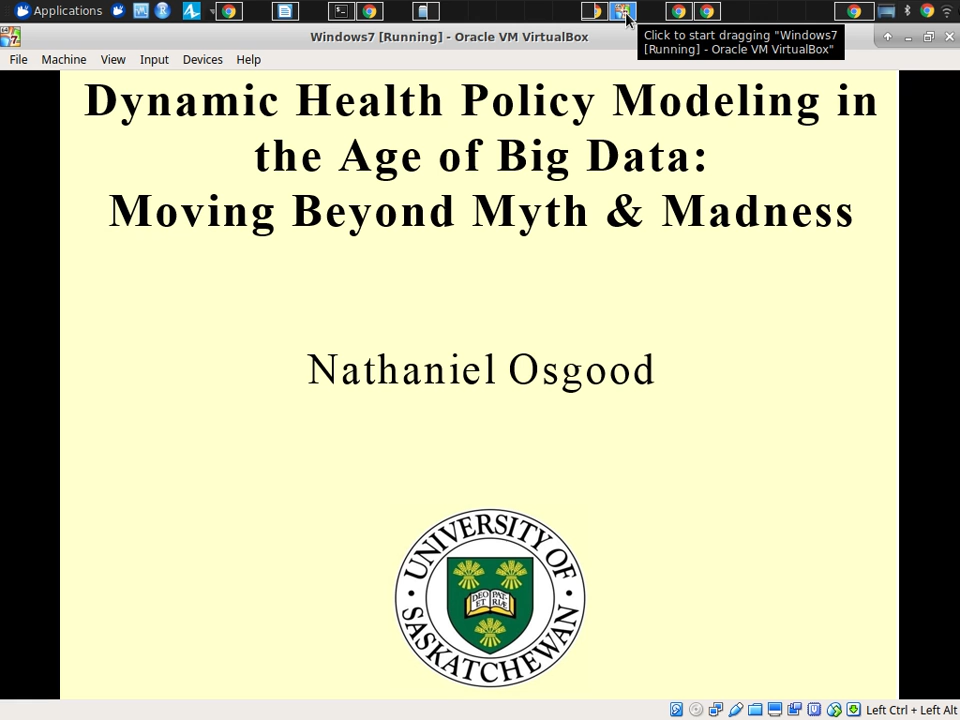 Applications
Windows7 [Running] - Oracle VM VirtualBox
Click to start dragging "Windows7
[Running] - Oracle VM VirtualBox"
File Machine View Input Devices Help
Dynamic Health Policy Modeling in
the Age of Big Data:
Moving Beyond Myth & Madness
Nathaniel Osgood
UNIVERSITY OF
DEO PAT-
ET RIÆ
SASKATCHEWAN
Left Ctrl + Left Alt